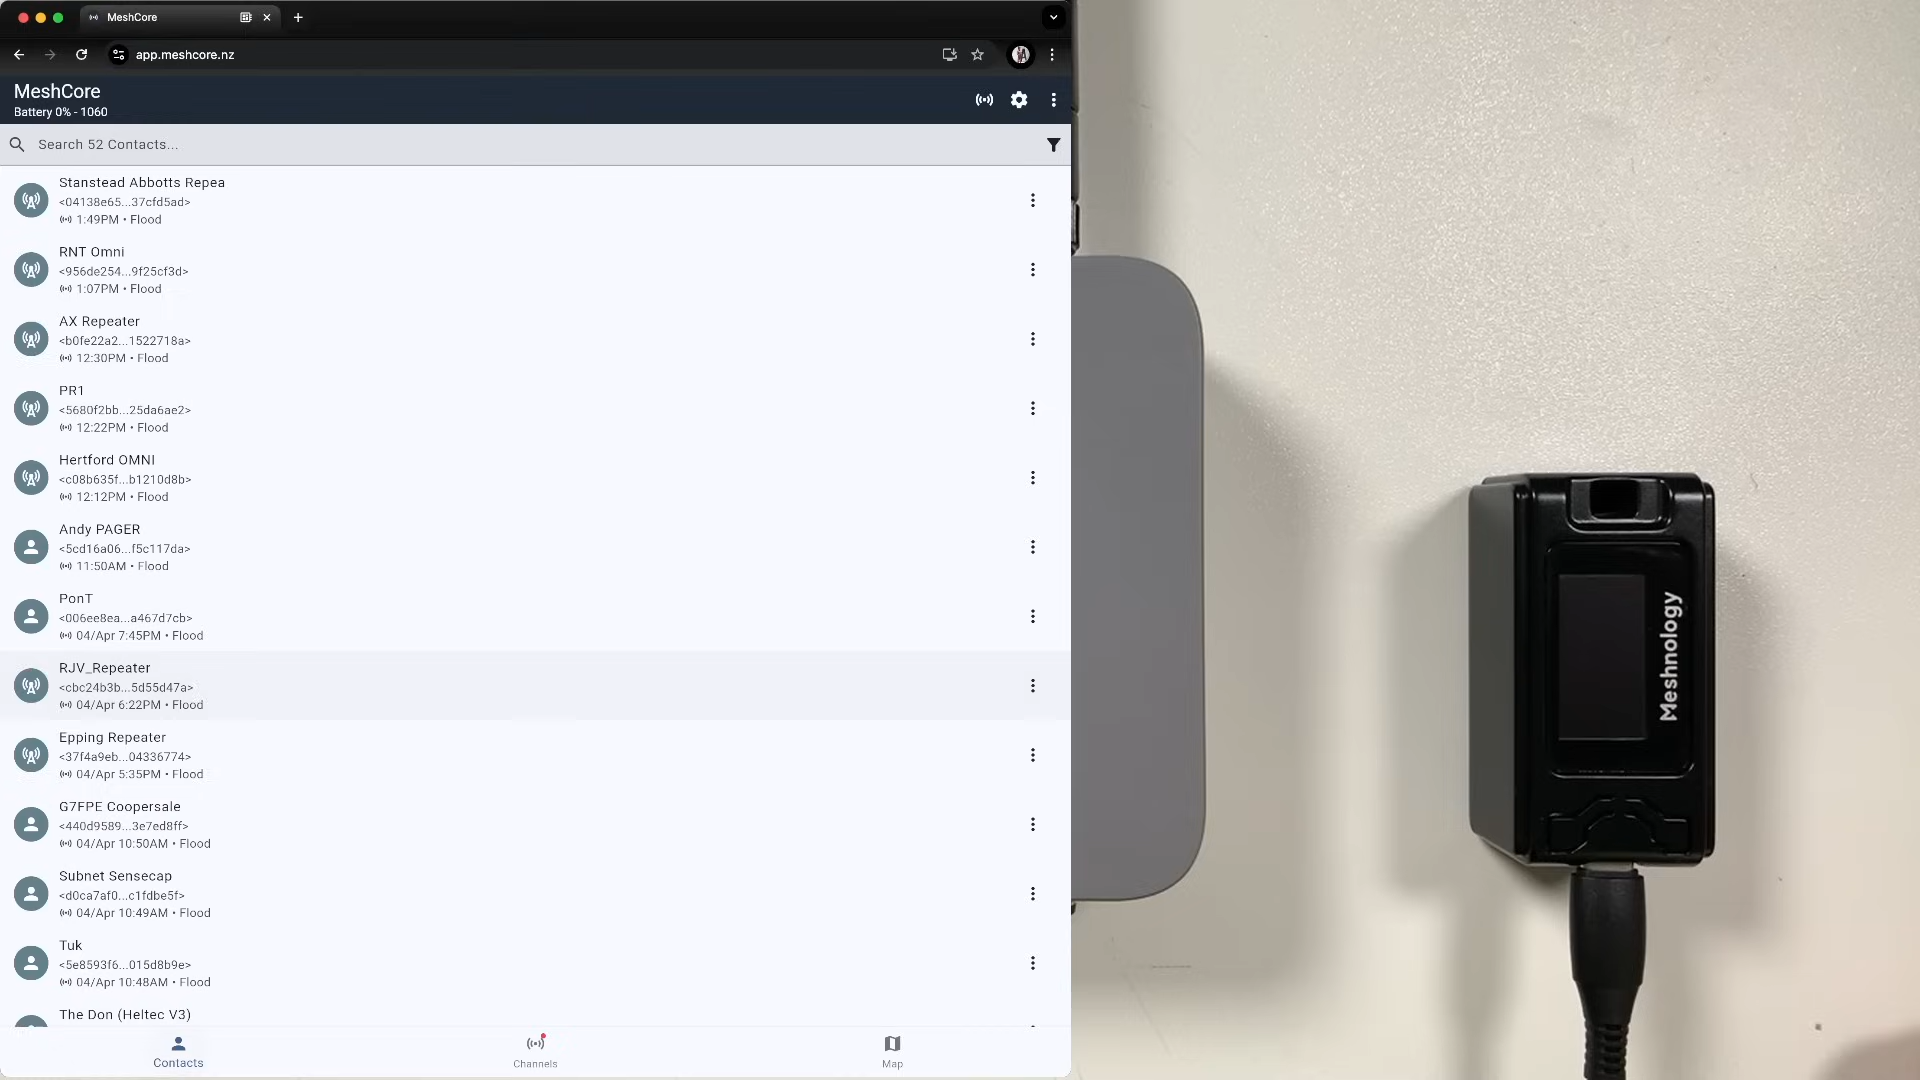 MeshCore
app.meshcore.nz
MeshCore
Battery 0% - 1060
Search 52 Contacts...
Stanstead Abbotts Repea
<04138e65...37cfd5ad>
1:49PM • Flood
RNT Omni
<956de254...9f25cf3d>
1:07PM • Flood
AX Repeater
<b0fe22a2...1522718a>
12:30PM • Flood
PR1
<5680f2bb...25da6ae2>
12:22PM • Flood
Hertford OMNI
<c08b635f...b1210d8b>
12:12PM • Flood
Andy PAGER
<5cd16a06...f5c117da>
11:50AM • Flood
PonT
<006ee8ea...a467d7cb>
04/Apr 7:45PM • Flood
RJV_Repeater
<cbc24b3b...5d55d47a>
04/Apr 6:22PM • Flood
Epping Repeater
<37f4a9eb...04336774>
04/Apr 5:35PM • Flood
G7FPE Coopersale
<440d9589...3e7ed8ff>
04/Apr 10:50AM • Flood
Subnet Sensecap
<d0ca7af0...c1fdbe5f>
04/Apr 10:49AM • Flood
Tuk
<5e8593f6...015d8b9e>
04/Apr 10:48AM • Flood
The Don (Heltec V3)
Contacts
Channels
Map
Meshnology